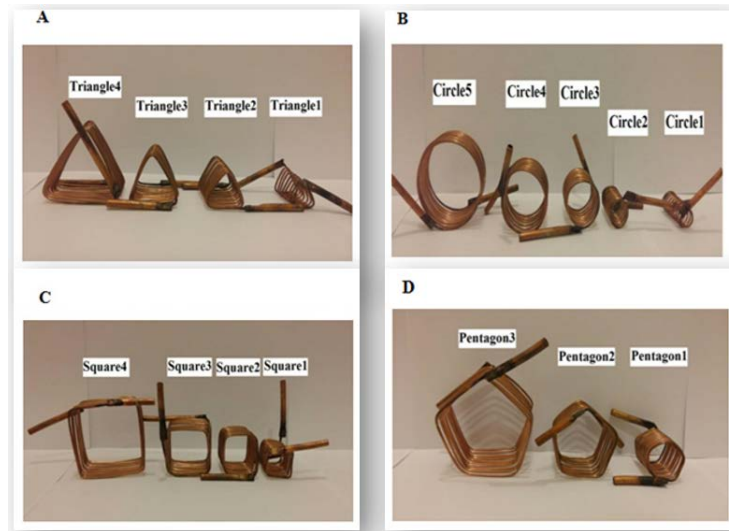 A
Triangle4
Triangle3
Triangle2
Triangle1
B
Circle5
Circle4
Circle3
Circle2
Circle1
C
Square4
Square3
Square2
Square1
D
Pentagon3
Pentagon2
Pentagon1